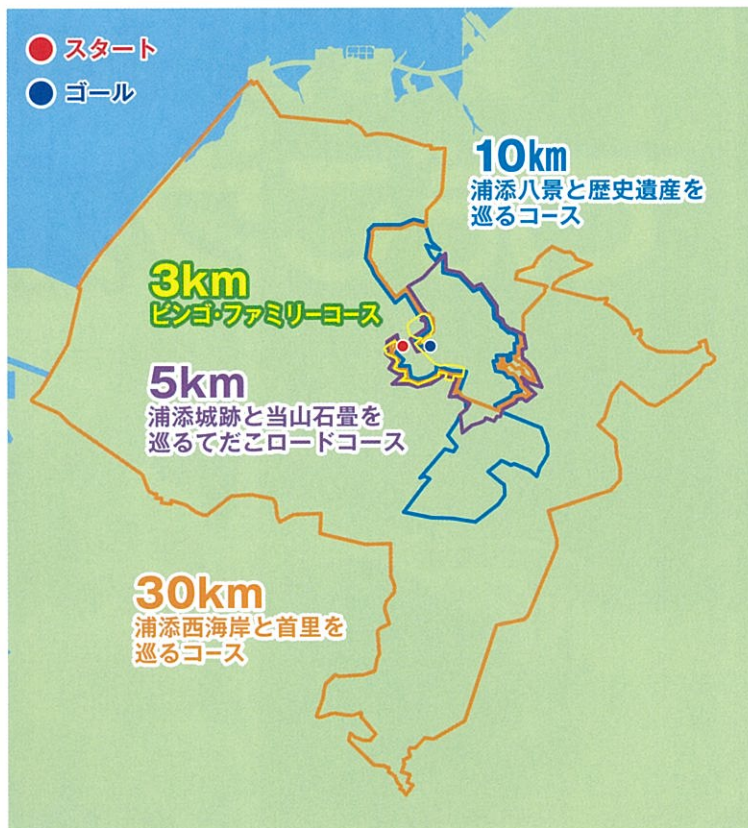 スタート
ゴール
10km
浦添八景と歴史遺産を
巡るコース
3km
ビンゴ・ファミリーコース
5km
浦添城跡と当山石畳を
巡るてだこロードコース
30km
浦添西海岸と首里を
巡るコース